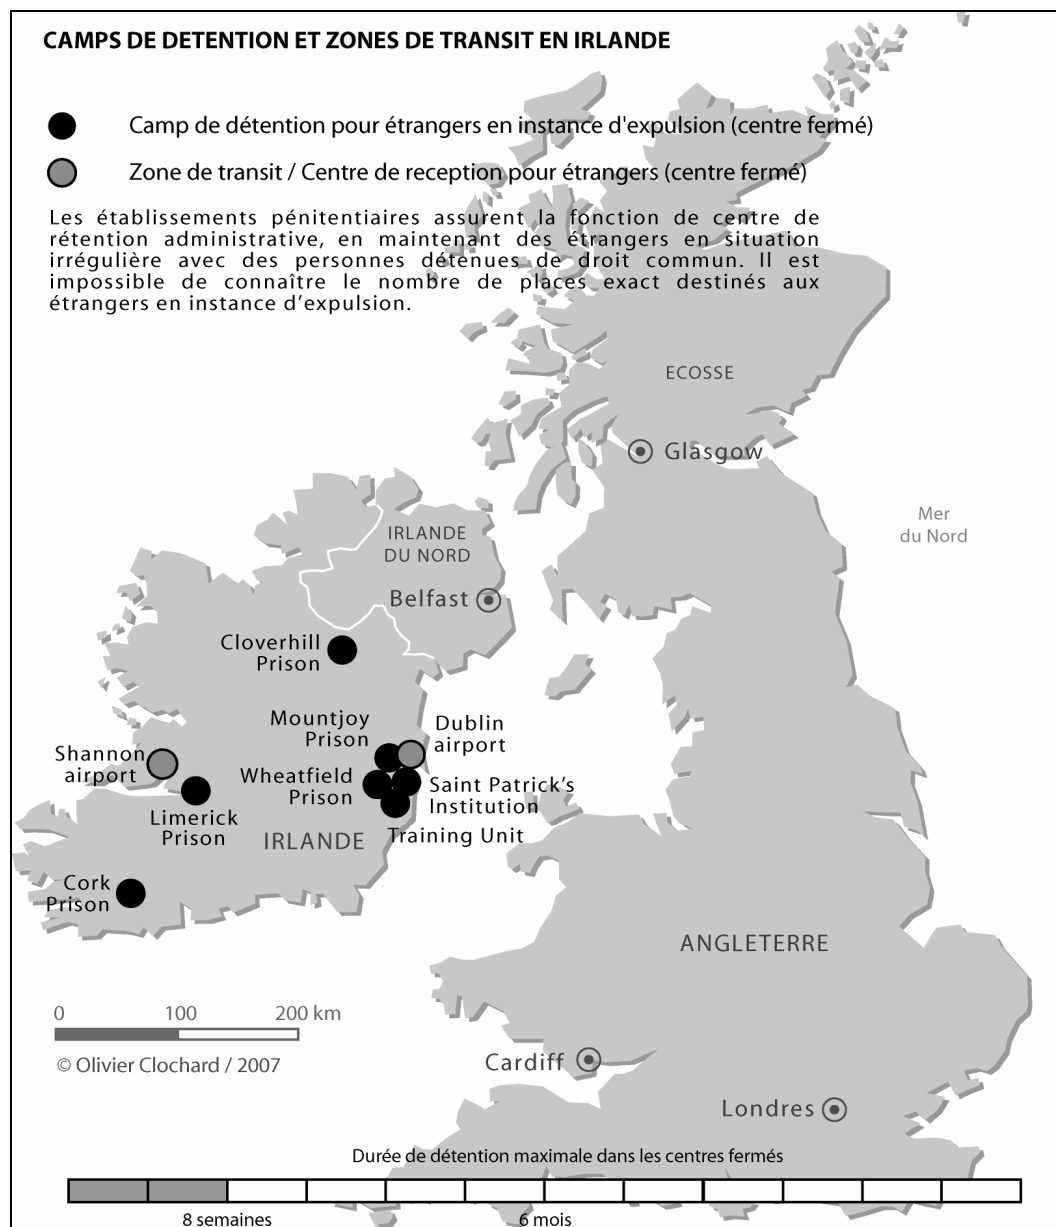 CAMPS DE DETENTION ET ZONES DE TRANSIT EN IRLANDE
Camp de détention pour étrangers en instance d'expulsion (centre fermé)
Zone de transit / Centre de reception pour étrangers (centre fermé)
Les établissements pénitentiaires assurent la fonction de centre de
rétention administrative, en maintenant des étrangers en situation
irrégulière avec des personnes détenues de droit commun. Il est
impossible de connaître le nombre de places exact destinés aux
étrangers en instance d'expulsion.
ECOSSE
Glasgow
Mer
du Nord
IRLANDE
DU NORD
Belfast
Cloverhill
Prison
Mountjoy
Prison
Dublin
airport
Shannon
airport
Wheatfield
Prison
Saint Patrick's
Institution
Limerick
Prison
Training Unit
IRLANDE
Cork
Prison
ANGLETERRE
0 100 200 km
© Olivier Clochard / 2007
Cardiff
Londres
Durée de détention maximale dans les centres fermés
8 semaines 6 mois